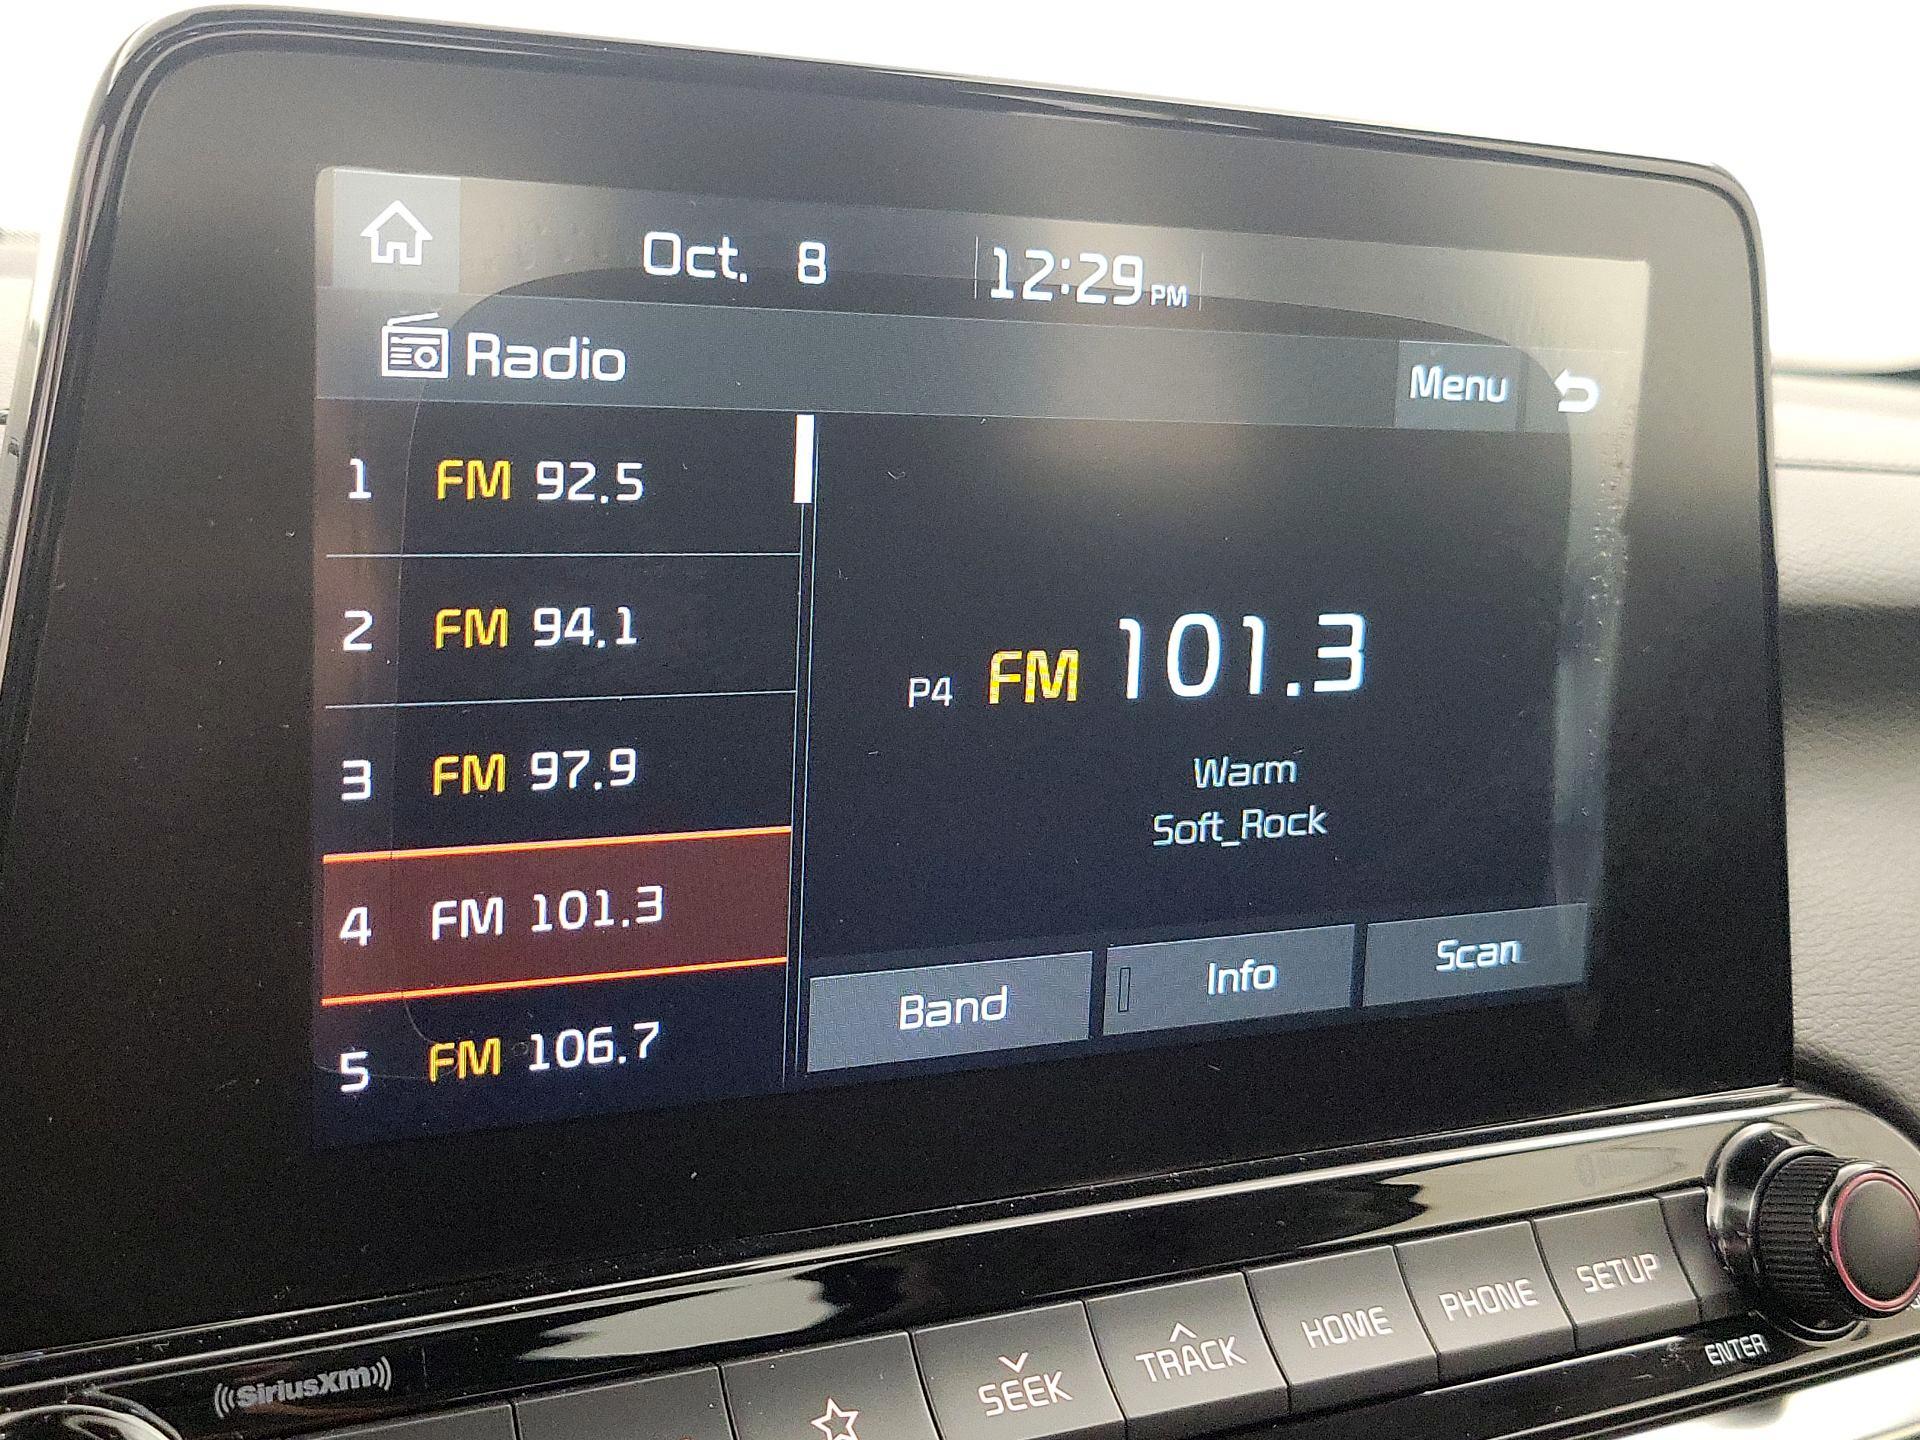 Oct. 8 12:29 PM
Radio Menu
1 FM 92.5
2 FM 94.1
3 FM 97.9
4 FM 101.3
5 FM 106.7
P4 FM 101.3
Warm
Soft_Rock
Band Info Scan
SiriusXM
SEEK TRACK HOME PHONE SETUP
ENTER